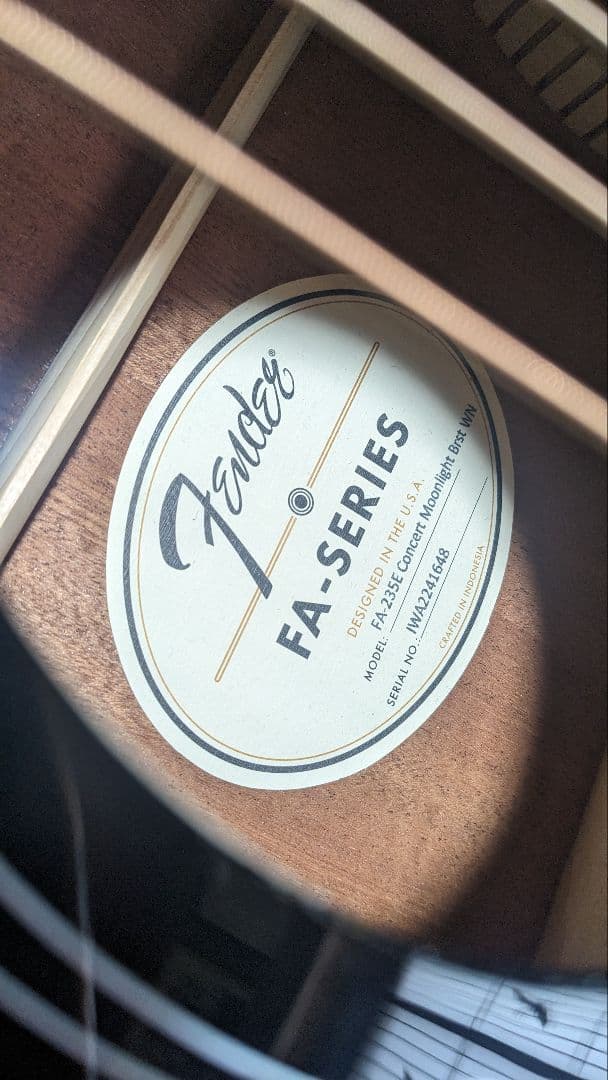 Fender®
FA-SERIES
DESIGNED IN THE U.S.A.
MODEL: FA-235E Concert Moonlight Brst WN
SERIAL NO.: IWA2241648
CRAFTED IN INDONESIA